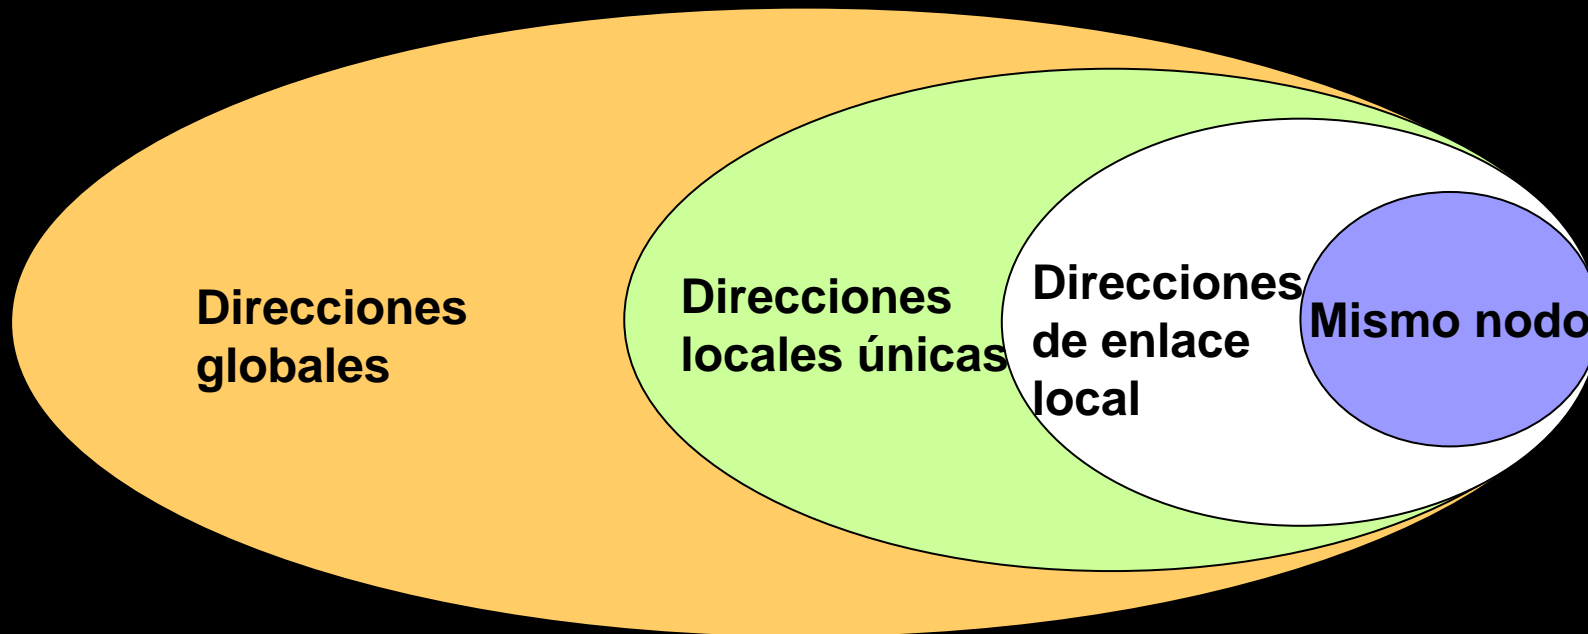 Direcciones
globales
Direcciones
locales únicas
Direcciones
de enlace
local
Mismo nodo